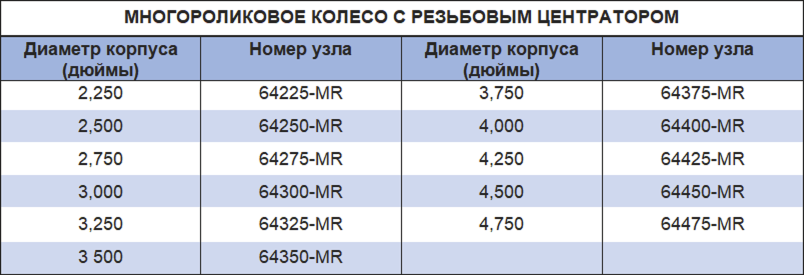 МНОГОРОЛИКОВОЕ КОЛЕСО С РЕЗЬБОВЫМ ЦЕНТРАТОРОМ
Диаметр корпуса (дюймы) Номер узла Диаметр корпуса (дюймы) Номер узла
2,250 64225-MR 3,750 64375-MR
2,500 64250-MR 4,000 64400-MR
2,750 64275-MR 4,250 64425-MR
3,000 64300-MR 4,500 64450-MR
3,250 64325-MR 4,750 64475-MR
3 500 64350-MR